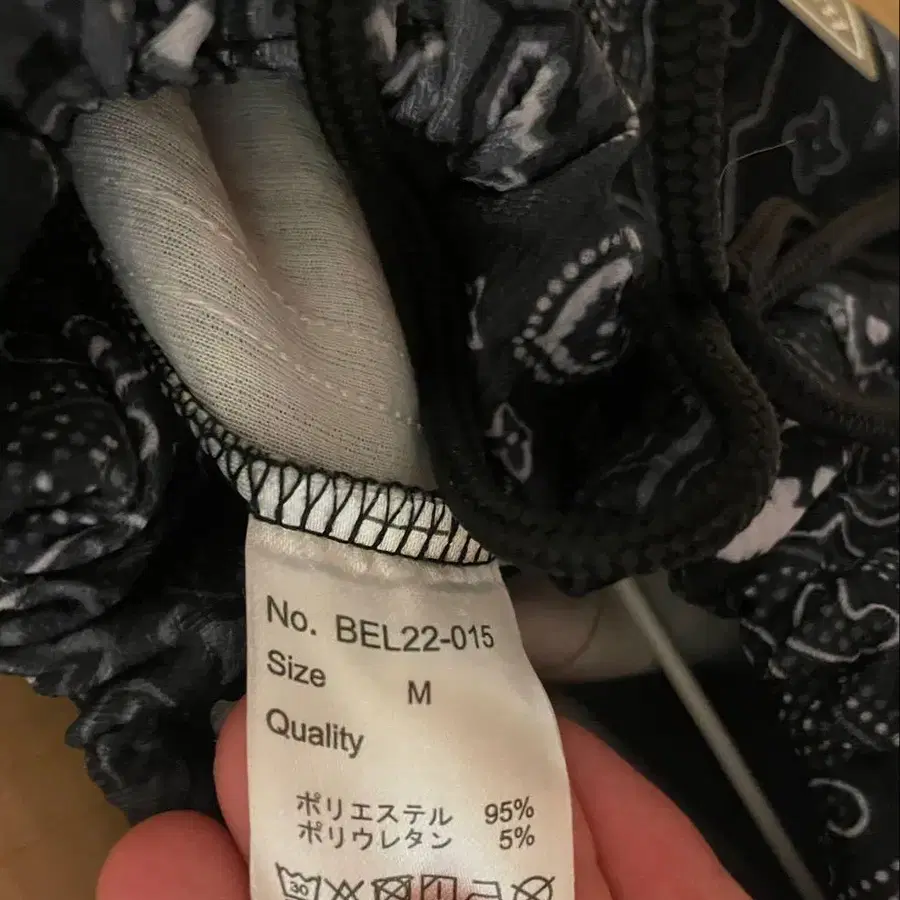 No. BEL22-015
Size M
Quality
ポリエステル 95%
ポリウレタン 5%
30